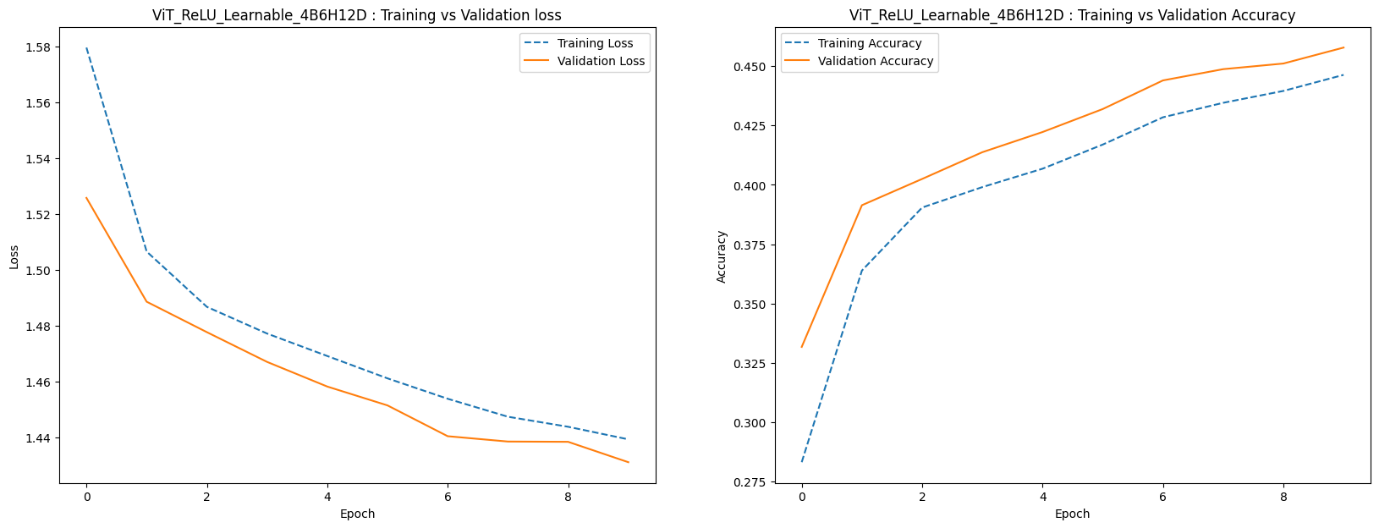 ViT_ReLU_Learnable_4B6H12D : Training vs Validation loss
Training Loss
Validation Loss
1.58
1.56
1.54
1.52
1.50
1.48
1.46
1.44
Loss
0
2
4
6
8
Epoch
ViT_ReLU_Learnable_4B6H12D : Training vs Validation Accuracy
Training Accuracy
Validation Accuracy
0.450
0.425
0.400
0.375
0.350
0.325
0.300
0.275
Accuracy
0
2
4
6
8
Epoch